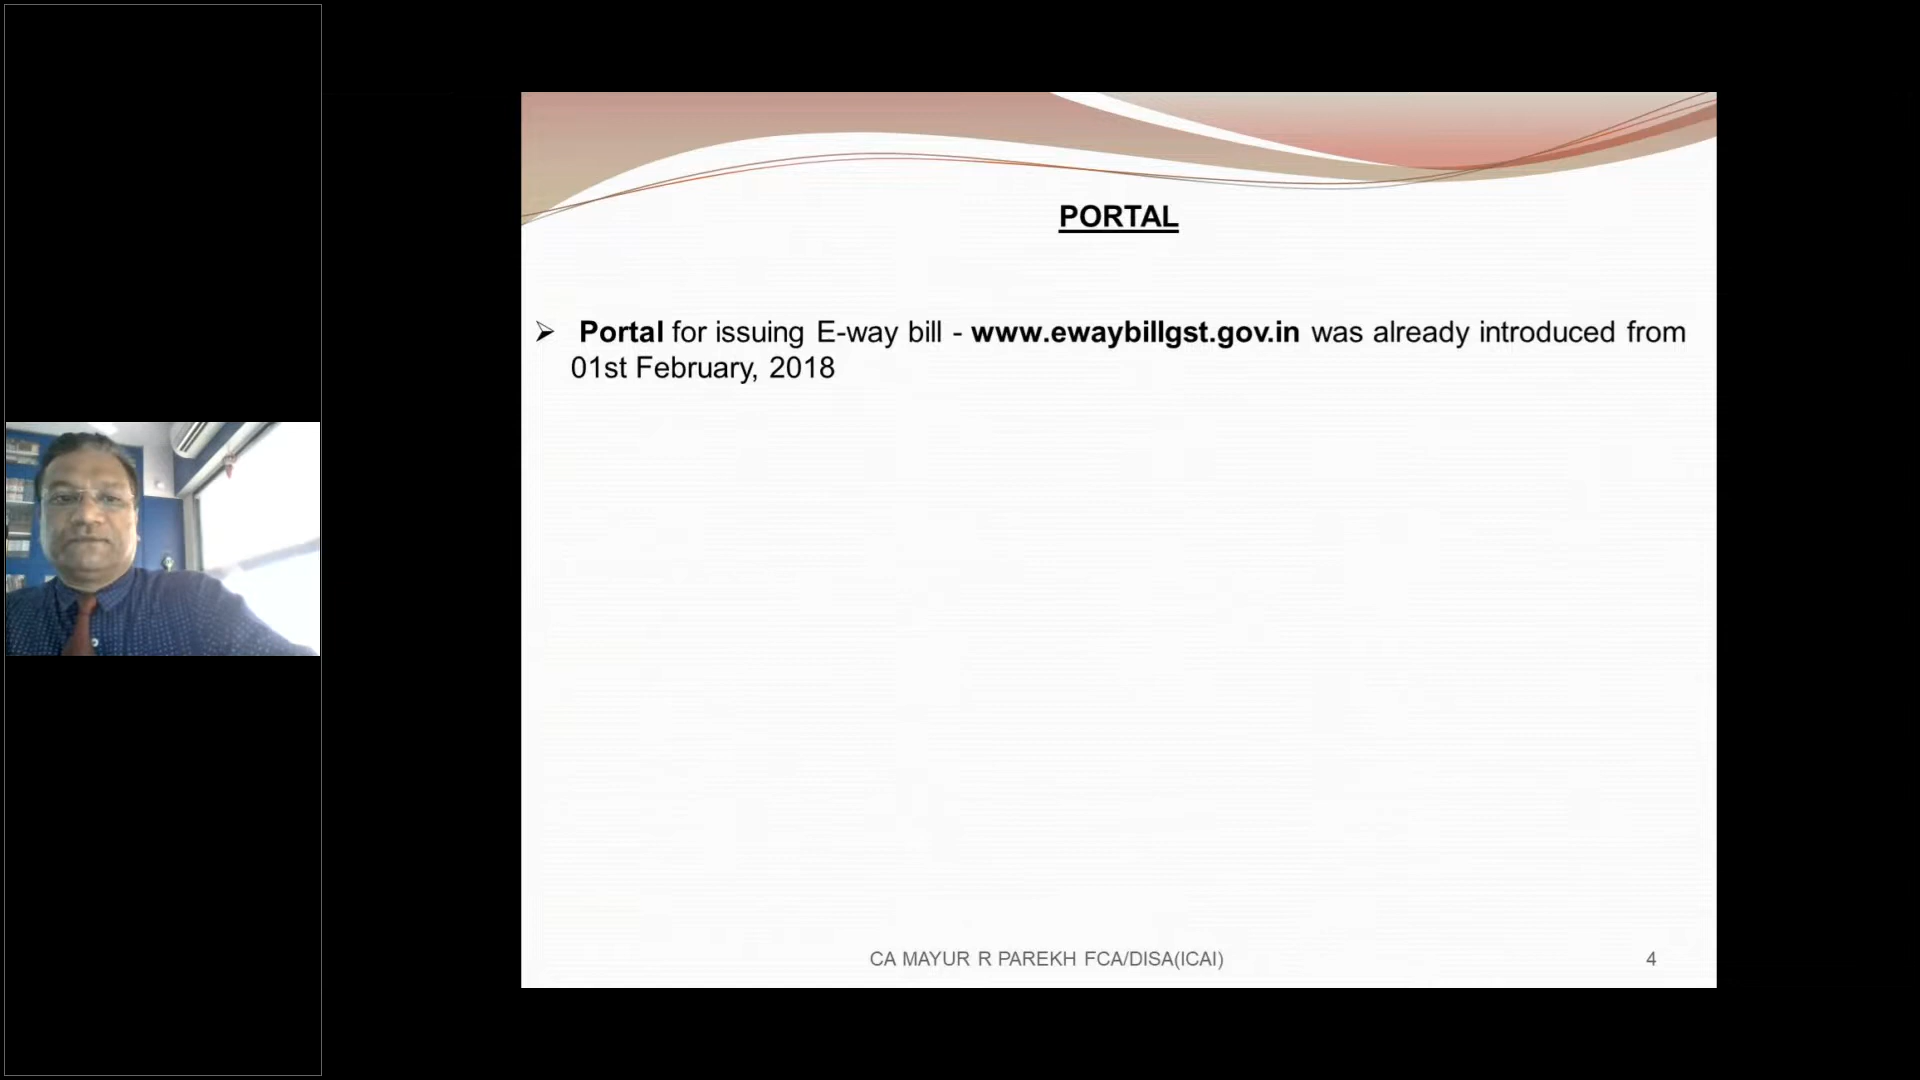 PORTAL
➢ Portal for issuing E-way bill - www.ewaybillgst.gov.in was already introduced from
01st February, 2018
CA MAYUR R PAREKH FCA/DISA(ICAI)
4